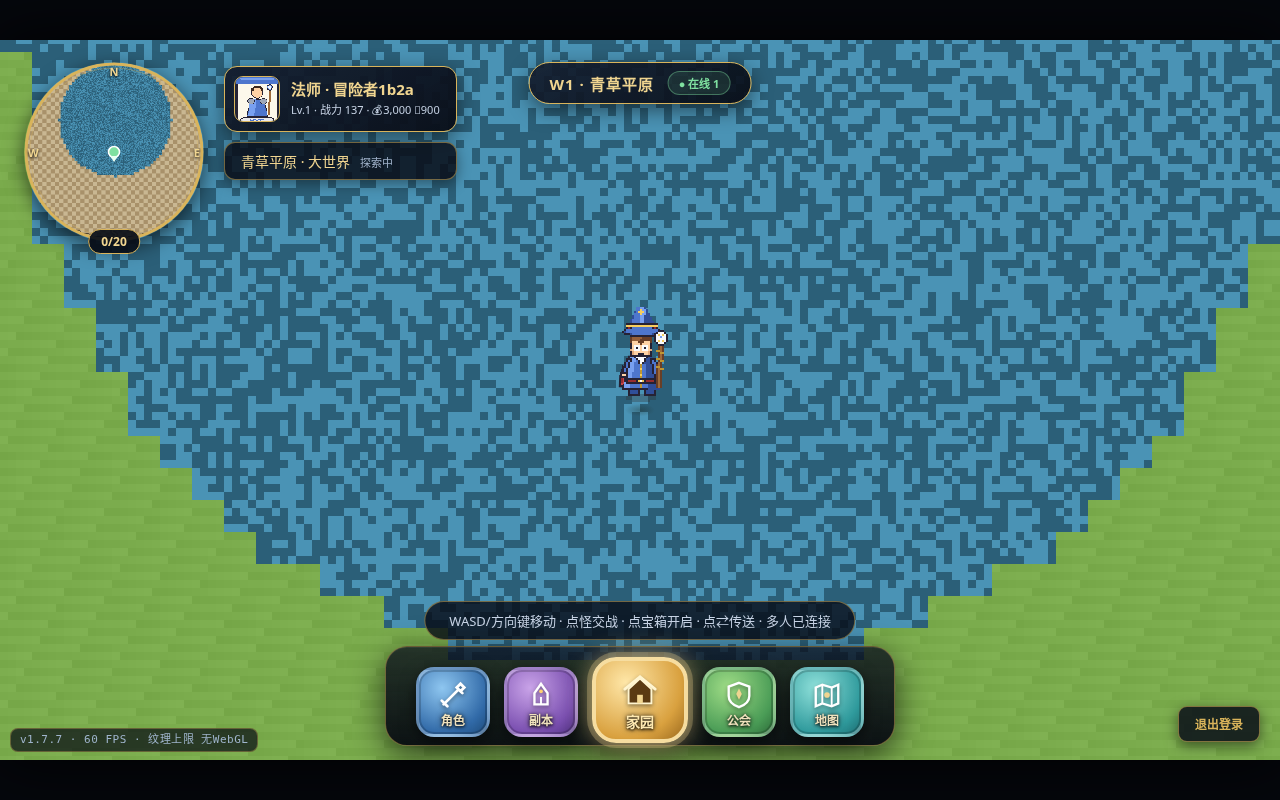 N
W
E
0/20
法师 · 冒险者1b2a
Lv.1 · 战力 137 · 💰3,000 ▯900
青草平原 · 大世界 探索中
W1 · 青草平原 ● 在线 1
WASD/方向键移动 · 点怪交战 · 点宝箱开启 · 点⇄传送 · 多人已连接
角色
副本
家园
公会
地图
v1.7.7 · 60 FPS · 纹理上限 无WebGL
退出登录